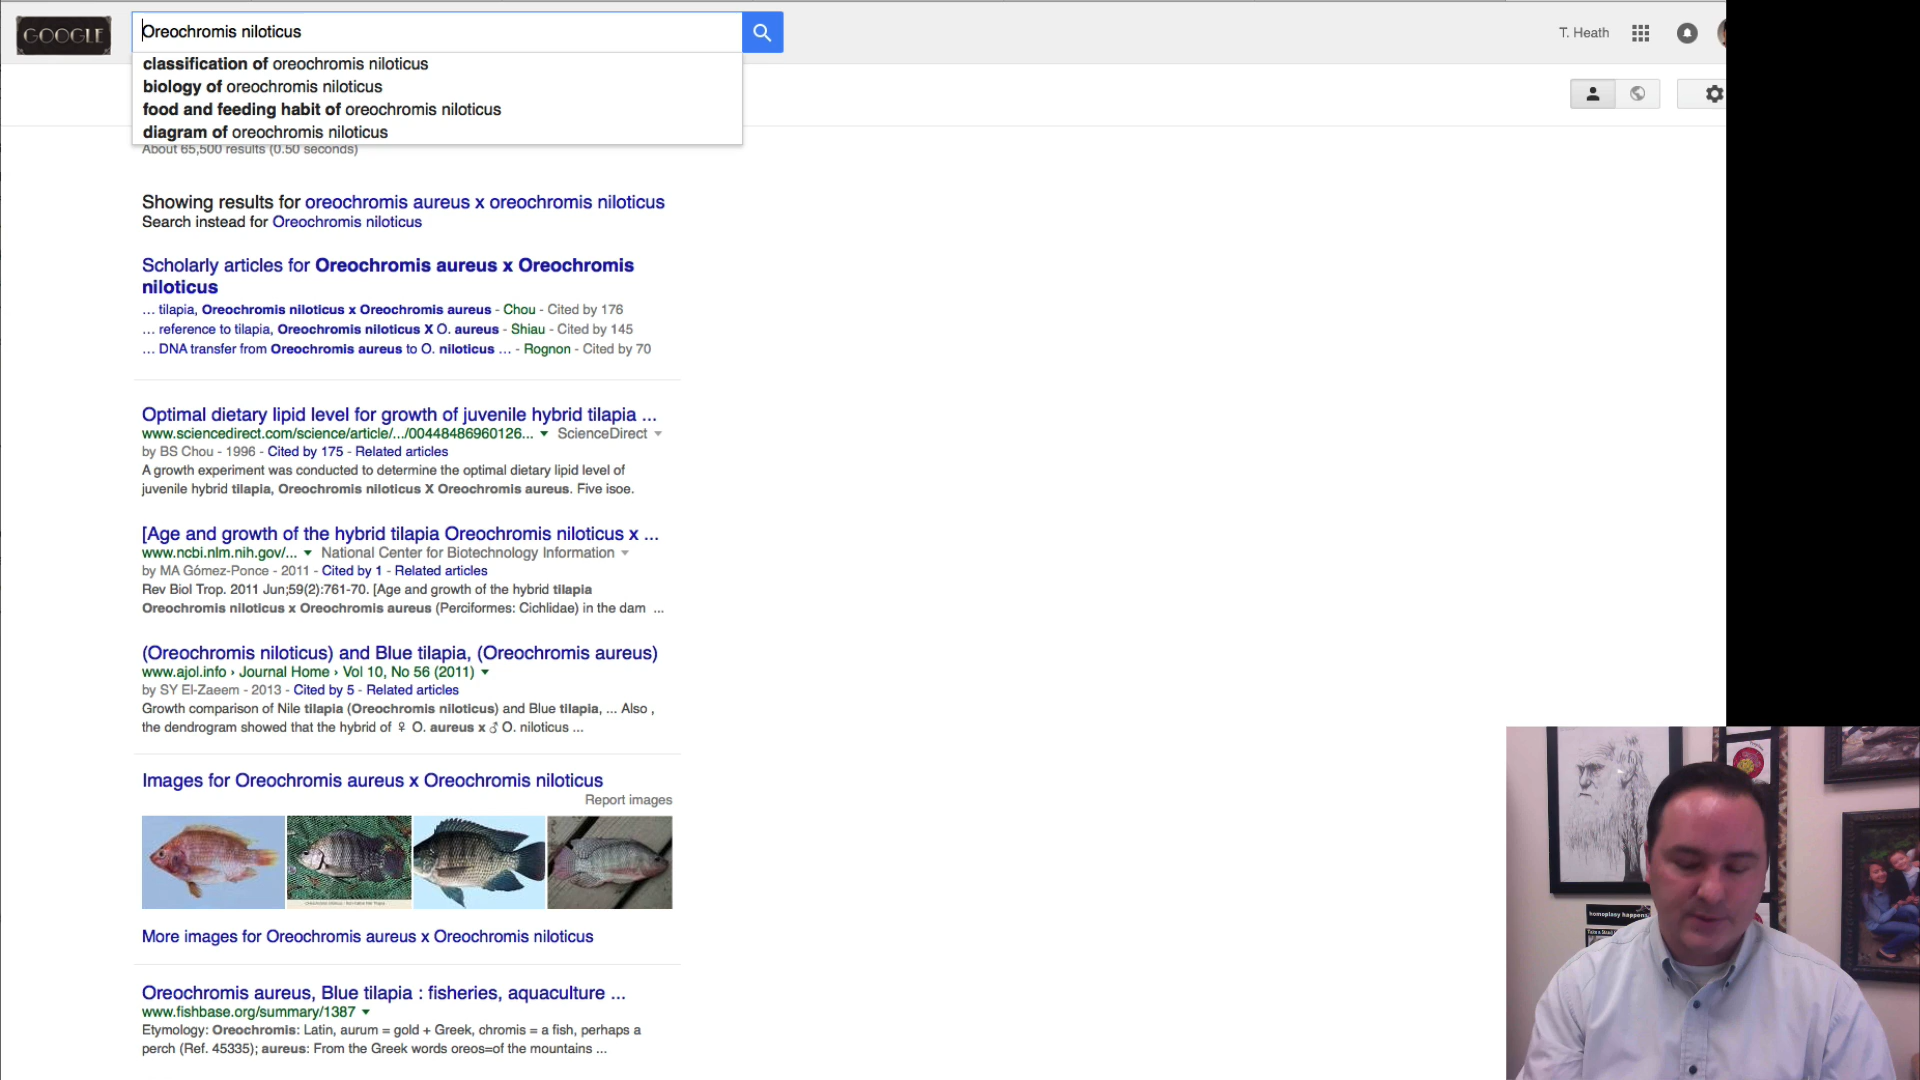 GOOGLE
Oreochromis niloticus
T. Heath
classification of oreochromis niloticus
biology of oreochromis niloticus
food and feeding habit of oreochromis niloticus
diagram of oreochromis niloticus
About 65,500 results (0.50 seconds)
Showing results for oreochromis aureus x oreochromis niloticus
Search instead for Oreochromis niloticus
Scholarly articles for Oreochromis aureus x Oreochromis
niloticus
... tilapia, Oreochromis niloticus x Oreochromis aureus - Chou - Cited by 176
... reference to tilapia, Oreochromis niloticus X O. aureus - Shiau - Cited by 145
... DNA transfer from Oreochromis aureus to O. niloticus ... - Rognon - Cited by 70
Optimal dietary lipid level for growth of juvenile hybrid tilapia ...
www.sciencedirect.com/science/article/.../00448486960126... ▼ ScienceDirect ▼
by BS Chou - 1996 - Cited by 175 - Related articles
A growth experiment was conducted to determine the optimal dietary lipid level of
juvenile hybrid tilapia, Oreochromis niloticus X Oreochromis aureus. Five isoe.
[Age and growth of the hybrid tilapia Oreochromis niloticus x ...
www.ncbi.nlm.nih.gov/... ▼ National Center for Biotechnology Information ▼
by MA Gómez-Ponce - 2011 - Cited by 1 - Related articles
Rev Biol Trop. 2011 Jun;59(2):761-70. [Age and growth of the hybrid tilapia
Oreochromis niloticus x Oreochromis aureus (Perciformes: Cichlidae) in the dam ...
(Oreochromis niloticus) and Blue tilapia, (Oreochromis aureus)
www.ajol.info › Journal Home › Vol 10, No 56 (2011) ▼
by SY El-Zaeem - 2013 - Cited by 5 - Related articles
Growth comparison of Nile tilapia (Oreochromis niloticus) and Blue tilapia, ... Also ,
the dendrogram showed that the hybrid of ♀ O. aureus x ♂ O. niloticus ...
Images for Oreochromis aureus x Oreochromis niloticus
Report images
More images for Oreochromis aureus x Oreochromis niloticus
Oreochromis aureus, Blue tilapia : fisheries, aquaculture ...
www.fishbase.org/summary/1387 ▼
Etymology: Oreochromis: Latin, aurum = gold + Greek, chromis = a fish, perhaps a
perch (Ref. 45335); aureus: From the Greek words oreos=of the mountains ...
homoplasy happens